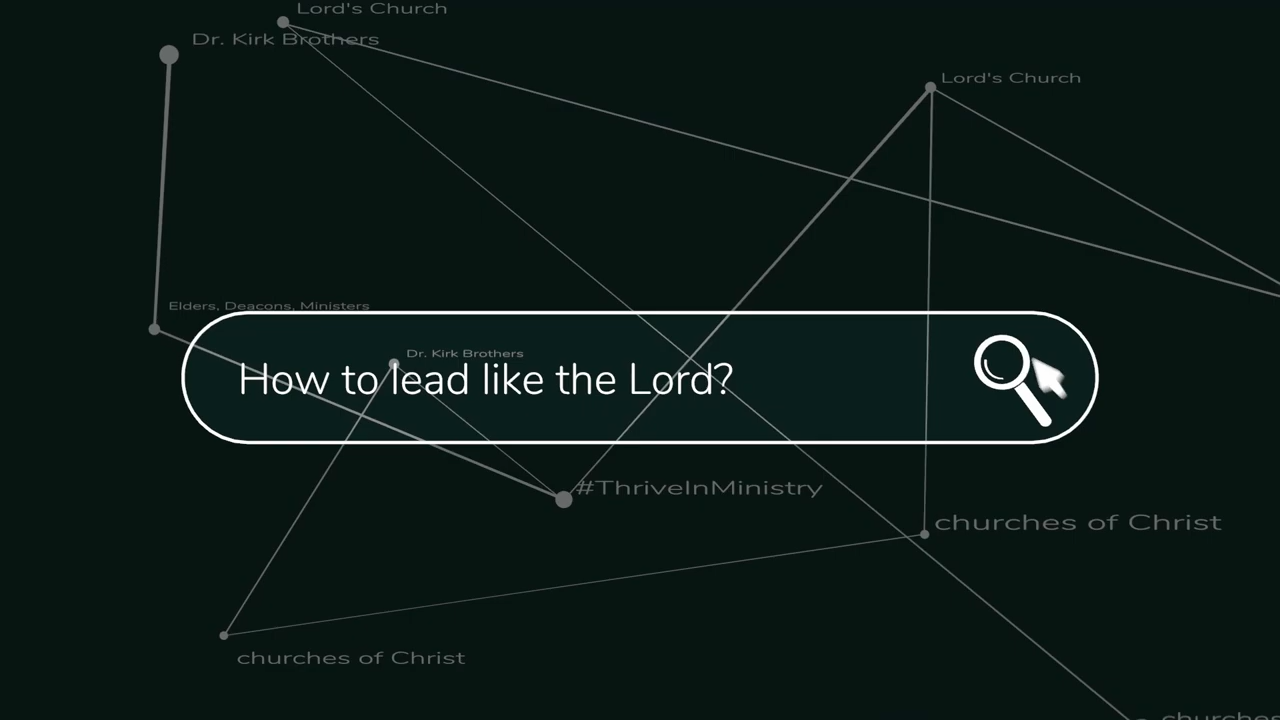 Lord's Church
Dr. Kirk Brothers
Lord's Church
Elders, Deacons, Ministers
Dr. Kirk Brothers
How to lead like the Lord?
#ThriveInMinistry
churches of Christ
churches of Christ
churches